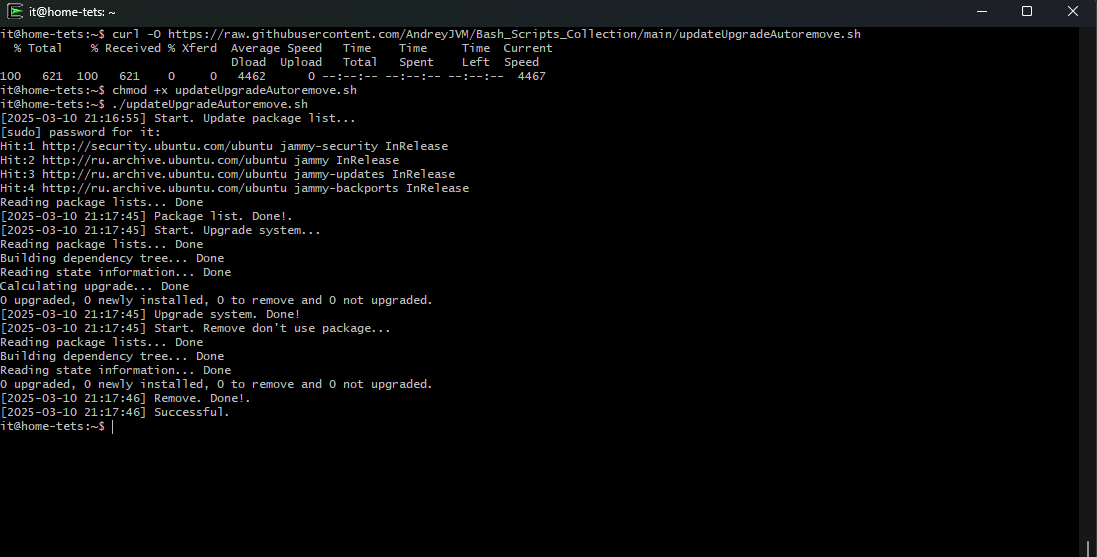 it@home-tets: ~
it@home-tets:~$ curl -O https://raw.githubusercontent.com/AndreyJVM/Bash_Scripts_Collection/main/updateUpgradeAutoremove.sh
  % Total    % Received % Xferd  Average Speed   Time    Time     Time  Current
                                 Dload  Upload   Total   Spent    Left  Speed
100   621  100   621    0     0   4462      0 --:--:-- --:--:-- --:--:--  4467
it@home-tets:~$ chmod +x updateUpgradeAutoremove.sh
it@home-tets:~$ ./updateUpgradeAutoremove.sh
[2025-03-10 21:16:55] Start. Update package list...
[sudo] password for it:
Hit:1 http://security.ubuntu.com/ubuntu jammy-security InRelease
Hit:2 http://ru.archive.ubuntu.com/ubuntu jammy InRelease
Hit:3 http://ru.archive.ubuntu.com/ubuntu jammy-updates InRelease
Hit:4 http://ru.archive.ubuntu.com/ubuntu jammy-backports InRelease
Reading package lists... Done
[2025-03-10 21:17:45] Package list. Done!.
[2025-03-10 21:17:45] Start. Upgrade system...
Reading package lists... Done
Building dependency tree... Done
Reading state information... Done
Calculating upgrade... Done
0 upgraded, 0 newly installed, 0 to remove and 0 not upgraded.
[2025-03-10 21:17:45] Upgrade system. Done!
[2025-03-10 21:17:45] Start. Remove don't use package...
Reading package lists... Done
Building dependency tree... Done
Reading state information... Done
0 upgraded, 0 newly installed, 0 to remove and 0 not upgraded.
[2025-03-10 21:17:46] Remove. Done!.
[2025-03-10 21:17:46] Successful.
it@home-tets:~$